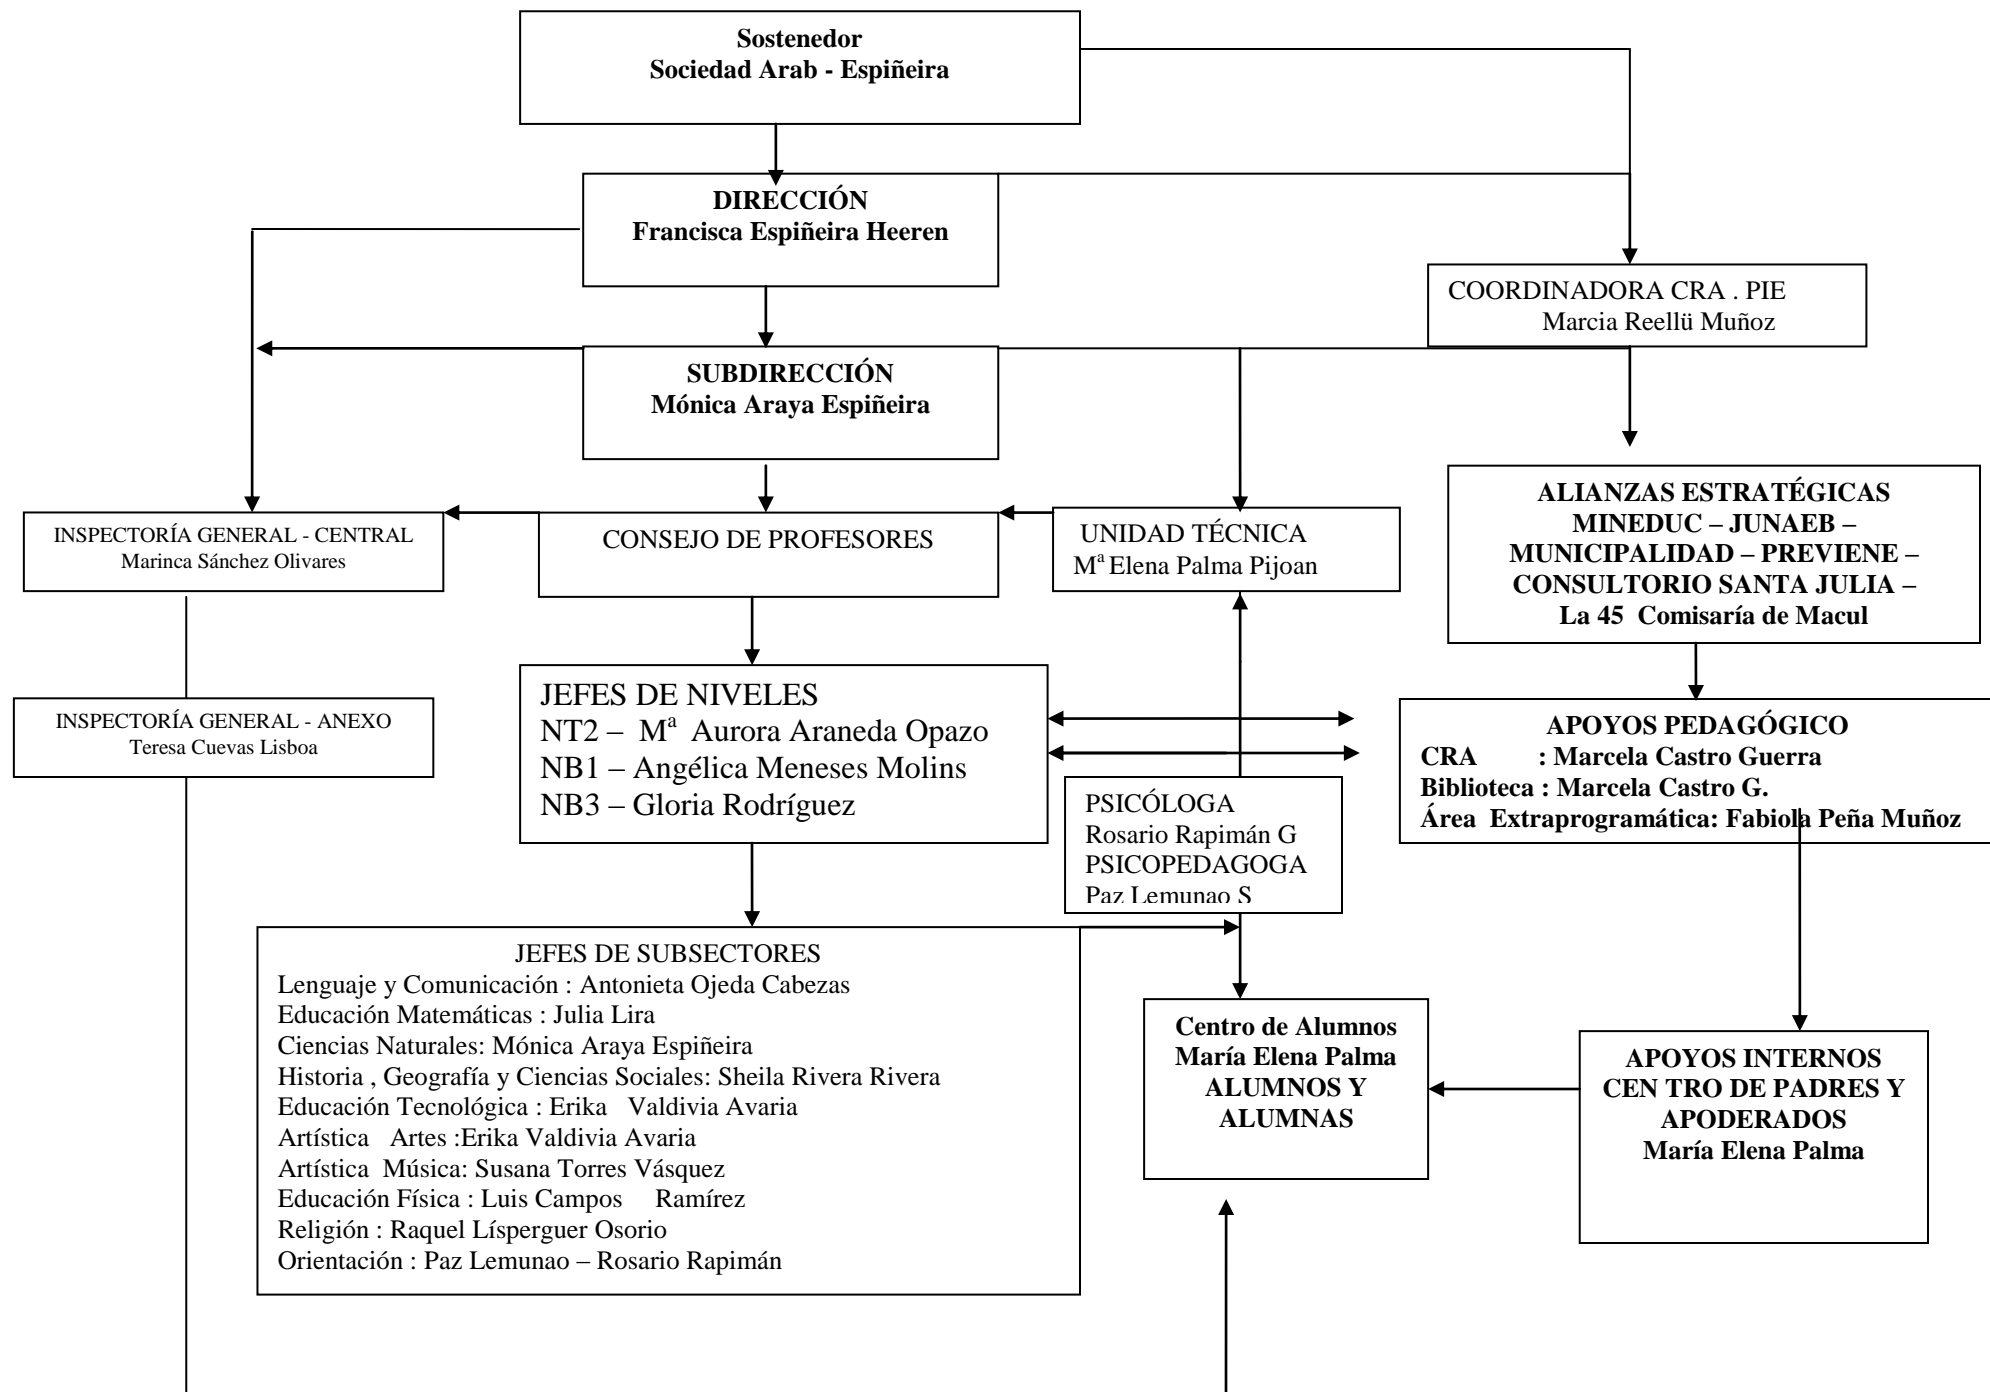 Sostenedor
Sociedad Arab - Espiñeira
DIRECCIÓN
Francisca Espiñeira Heeren
COORDINADORA CRA . PIE
Marcia Reellü Muñoz
SUBDIRECCIÓN
Mónica Araya Espiñeira
INSPECTORÍA GENERAL - CENTRAL
Marinca Sánchez Olivares
CONSEJO DE PROFESORES
UNIDAD TÉCNICA
Mª Elena Palma Pijoan
ALIANZAS ESTRATÉGICAS
MINEDUC – JUNAEB –
MUNICIPALIDAD – PREVIENE –
CONSULTORIO SANTA JULIA –
La 45 Comisaría de Macul
INSPECTORÍA GENERAL - ANEXO
Teresa Cuevas Lisboa
JEFES DE NIVELES
NT2 – Mª Aurora Araneda Opazo
NB1 – Angélica Meneses Molins
NB3 – Gloria Rodríguez
APOYOS PEDAGÓGICO
CRA : Marcela Castro Guerra
Biblioteca : Marcela Castro G.
Área Extraprogramática: Fabiola Peña Muñoz
PSICÓLOGA
Rosario Rapimán G
PSICOPEDAGOGA
Paz Lemunao S
JEFES DE SUBSECTORES
Lenguaje y Comunicación : Antonieta Ojeda Cabezas
Educación Matemáticas : Julia Lira
Ciencias Naturales: Mónica Araya Espiñeira
Historia , Geografía y Ciencias Sociales: Sheila Rivera Rivera
Educación Tecnológica : Erika Valdivia Avaria
Artística Artes :Erika Valdivia Avaria
Artística Música: Susana Torres Vásquez
Educación Física : Luis Campos Ramírez
Religión : Raquel Lísperguer Osorio
Orientación : Paz Lemunao – Rosario Rapimán
Centro de Alumnos
María Elena Palma
ALUMNOS Y
ALUMNAS
APOYOS INTERNOS
CEN TRO DE PADRES Y
APODERADOS
María Elena Palma